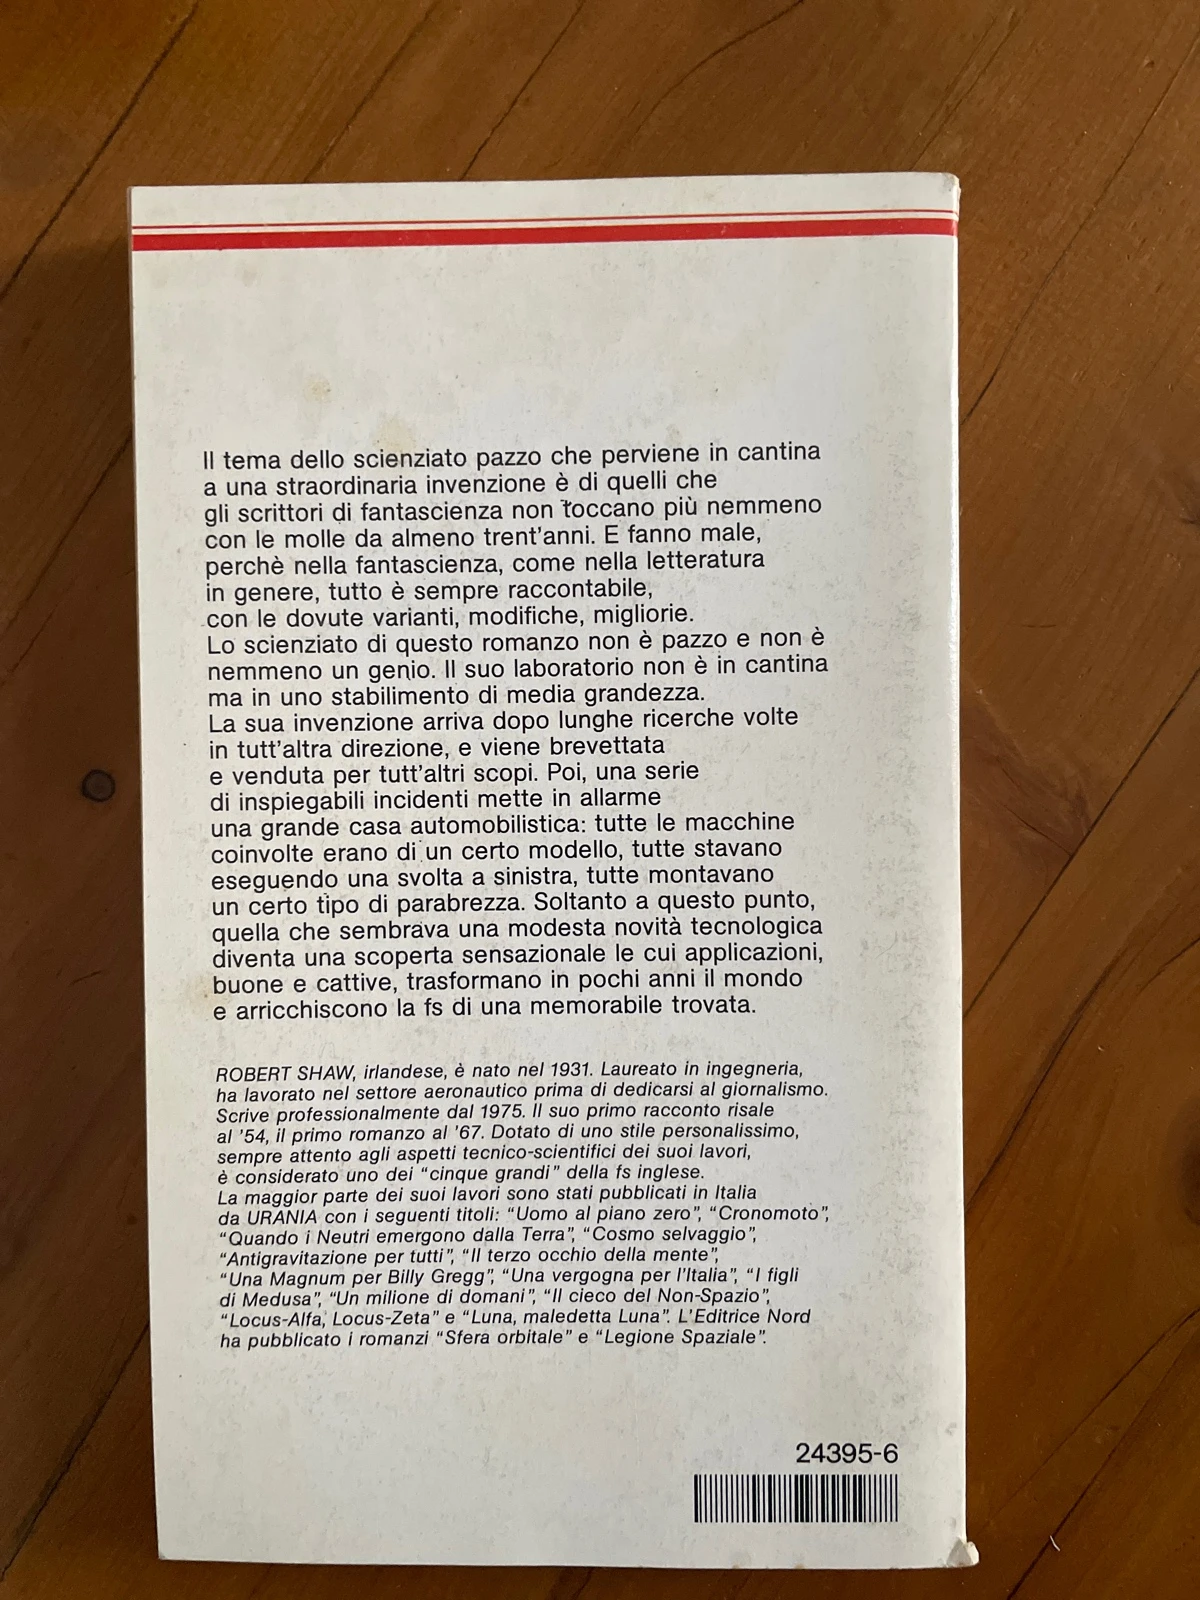 Il tema dello scienziato pazzo che perviene in cantina
a una straordinaria invenzione è di quelli che
gli scrittori di fantascienza non toccano più nemmeno
con le molle da almeno trent'anni. E fanno male,
perchè nella fantascienza, come nella letteratura
in genere, tutto è sempre raccontabile,
con le dovute varianti, modifiche, migliorie.
Lo scienziato di questo romanzo non è pazzo e non è
nemmeno un genio. Il suo laboratorio non è in cantina
ma in uno stabilimento di media grandezza.
La sua invenzione arriva dopo lunghe ricerche volte
in tutt'altra direzione, e viene brevettata
e venduta per tutt'altri scopi. Poi, una serie
di inspiegabili incidenti mette in allarme
una grande casa automobilistica: tutte le macchine
coinvolte erano di un certo modello, tutte stavano
eseguendo una svolta a sinistra, tutte montavano
un certo tipo di parabrezza. Soltanto a questo punto,
quella che sembrava una modesta novità tecnologica
diventa una scoperta sensazionale le cui applicazioni,
buone e cattive, trasformano in pochi anni il mondo
e arricchiscono la fs di una memorabile trovata.
ROBERT SHAW, irlandese, è nato nel 1931. Laureato in ingegneria,
ha lavorato nel settore aeronautico prima di dedicarsi al giornalismo.
Scrive professionalmente dal 1975. Il suo primo racconto risale
al '54, il primo romanzo al '67. Dotato di uno stile personalissimo,
sempre attento agli aspetti tecnico-scientifici dei suoi lavori,
è considerato uno dei “cinque grandi” della fs inglese.
La maggior parte dei suoi lavori sono stati pubblicati in Italia
da URANIA con i seguenti titoli: “Uomo al piano zero”, “Cronomoto”,
“Quando i Neutri emergono dalla Terra”, “Cosmo selvaggio”,
“Antigravitazione per tutti”, “Il terzo occhio della mente”,
“Una Magnum per Billy Gregg”, “Una vergogna per l'Italia”, “I figli
di Medusa”, “Un milione di domani”, “Il cieco del Non-Spazio”,
“Locus-Alfa, Locus-Zeta” e “Luna, maledetta Luna”. L'Editrice Nord
ha pubblicato i romanzi “Sfera orbitale” e “Legione Spaziale”.
24395-6